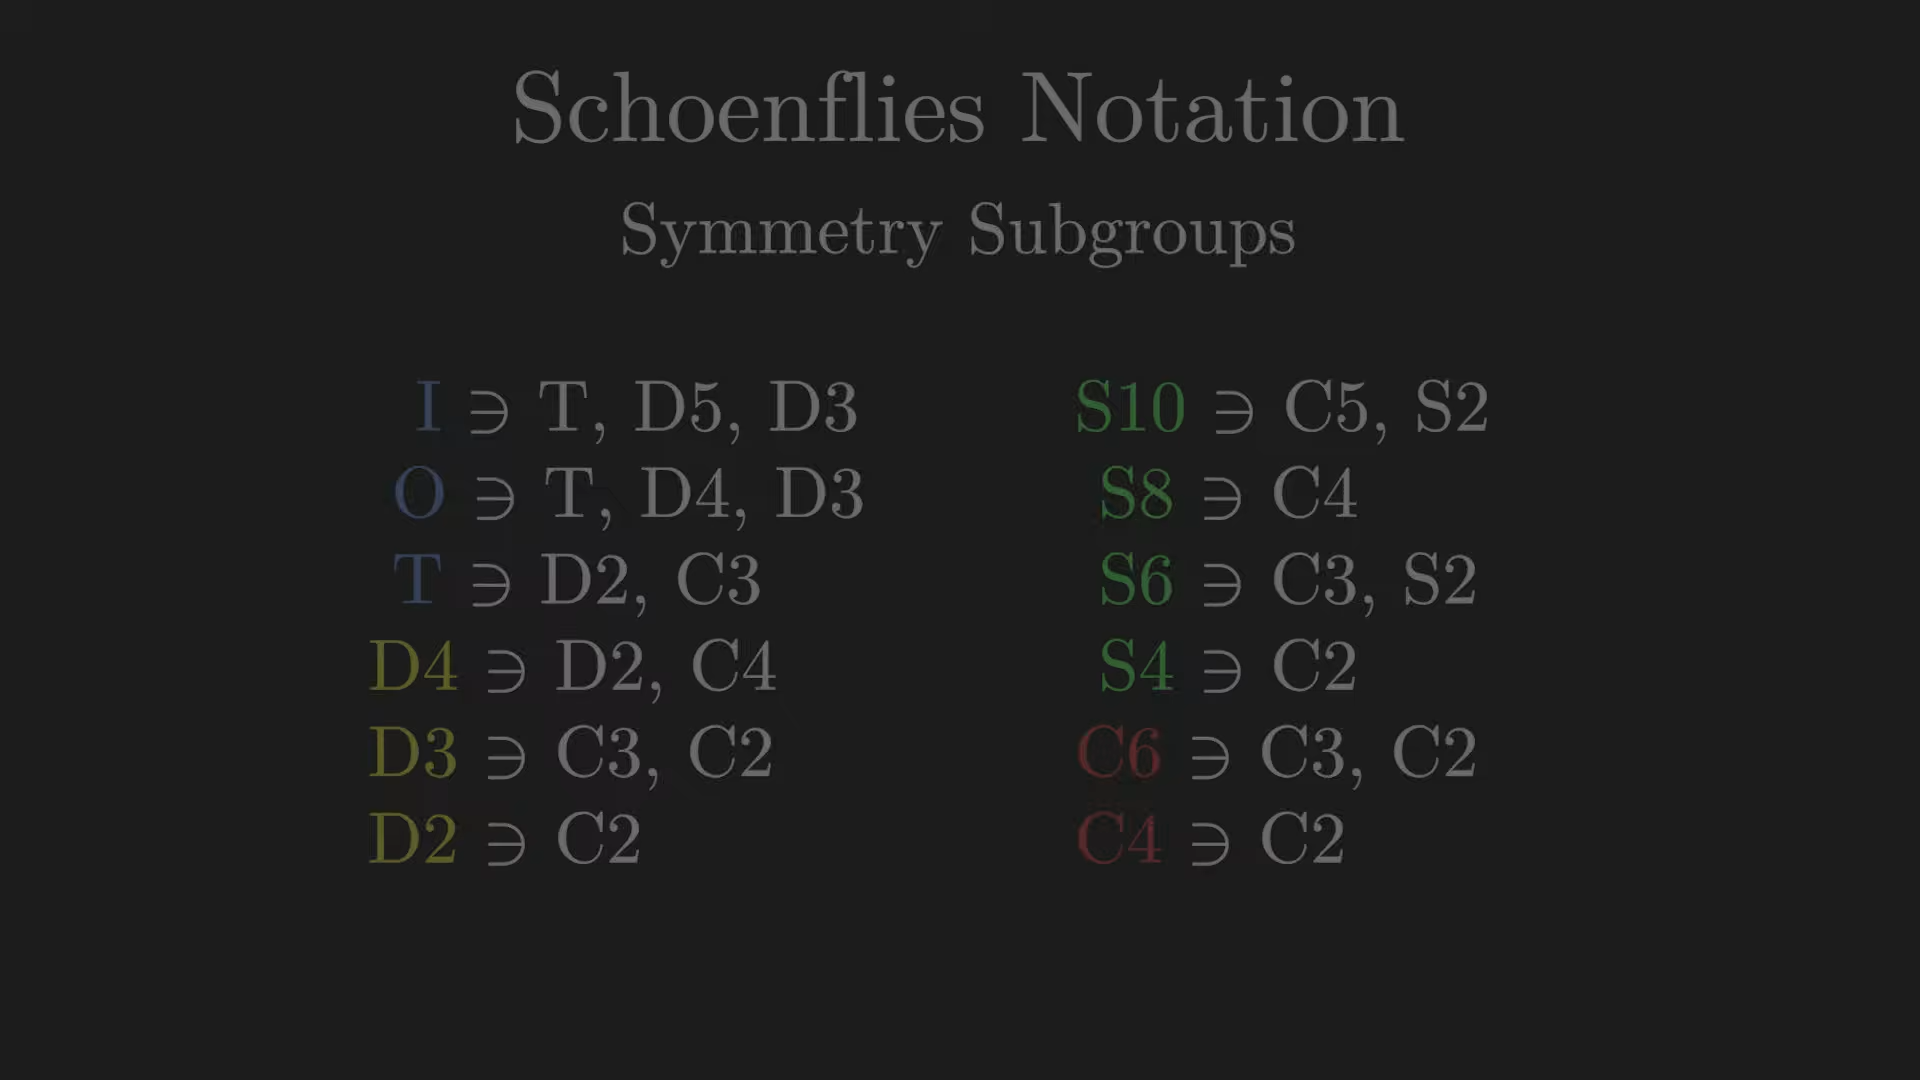 Schoenflies Notation
Symmetry Subgroups
I ∋ T, D5, D3
O ∋ T, D4, D3
T ∋ D2, C3
D4 ∋ D2, C4
D3 ∋ C3, C2
D2 ∋ C2
S10 ∋ C5, S2
S8 ∋ C4
S6 ∋ C3, S2
S4 ∋ C2
C6 ∋ C3, C2
C4 ∋ C2